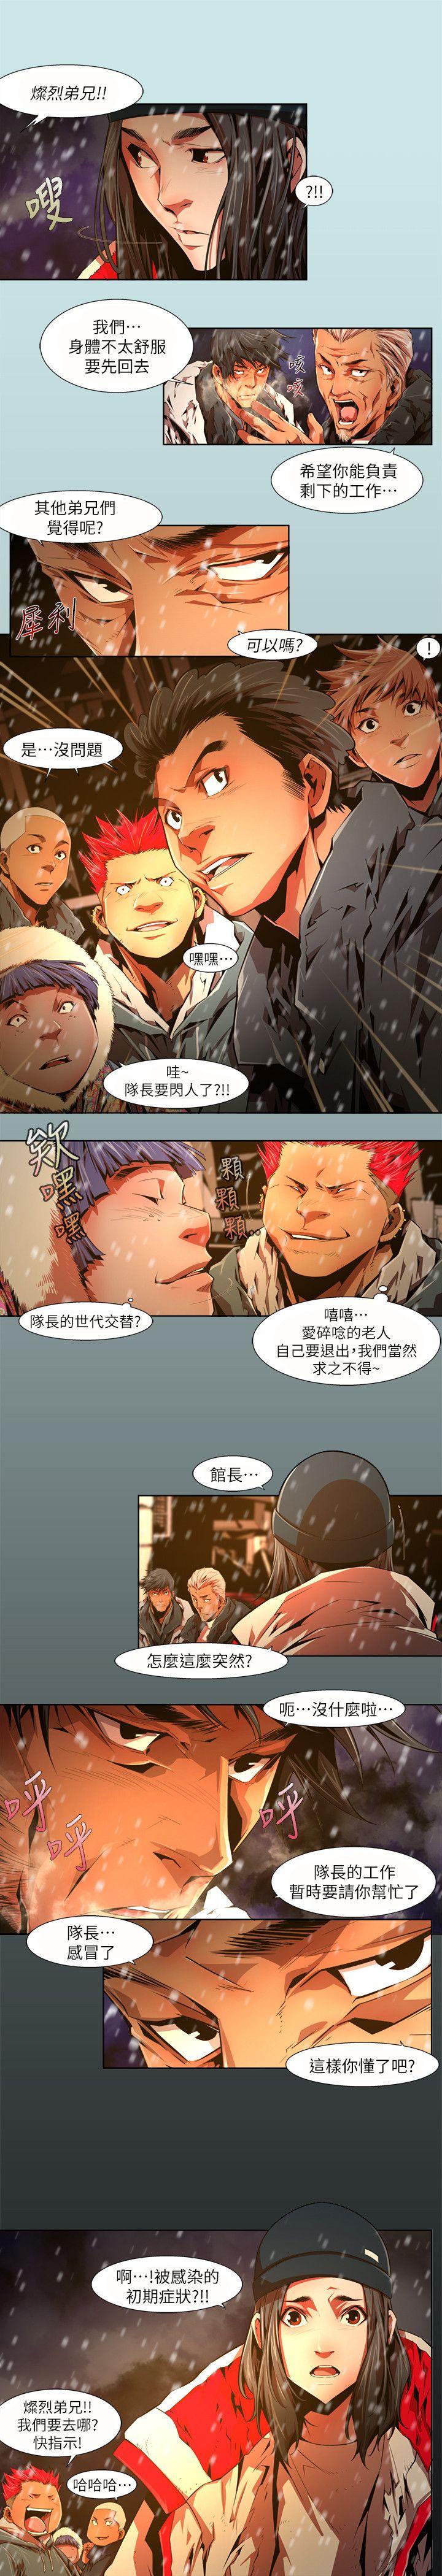 燦烈弟兄!!
嗖
?!!
我們…
身體不太舒服
要先回去
咳
咳
希望你能負責
剩下的工作…
其他弟兄們
覺得呢?
犀利
可以嗎?
!
是…沒問題
嘿嘿…
哇~
隊長要閃人了?!!
欸
嘿
嘿
顆
顆
顆…
隊長的世代交替?
嘻嘻…
愛碎唸的老人
自己要退出,我們當然
求之不得~
館長…
怎麼這麼突然?
呃…沒什麼啦…
呼
呼
呼
隊長的工作
暫時要請你幫忙了
隊長…
感冒了
這樣你懂了吧?
啊…!被感染的
初期症狀?!!
燦烈弟兄!!
我們要去哪?
快指示!
哈哈哈…